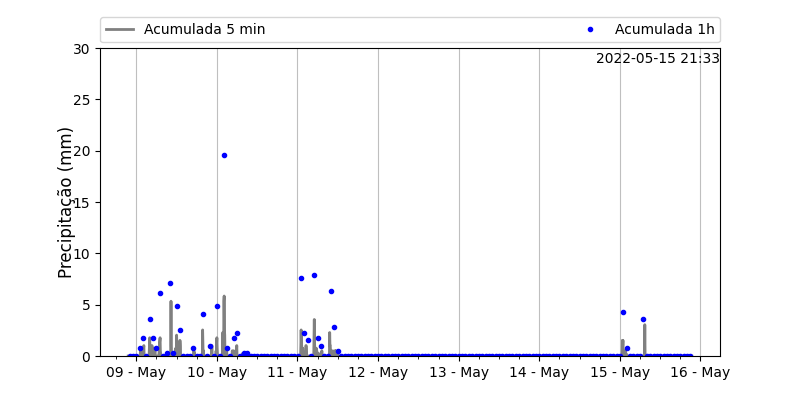 Acumulada 5 min
Acumulada 1h
2022-05-15 21:33
Precipitação (mm)
30
25
20
15
10
5
0
09 - May
10 - May
11 - May
12 - May
13 - May
14 - May
15 - May
16 - May